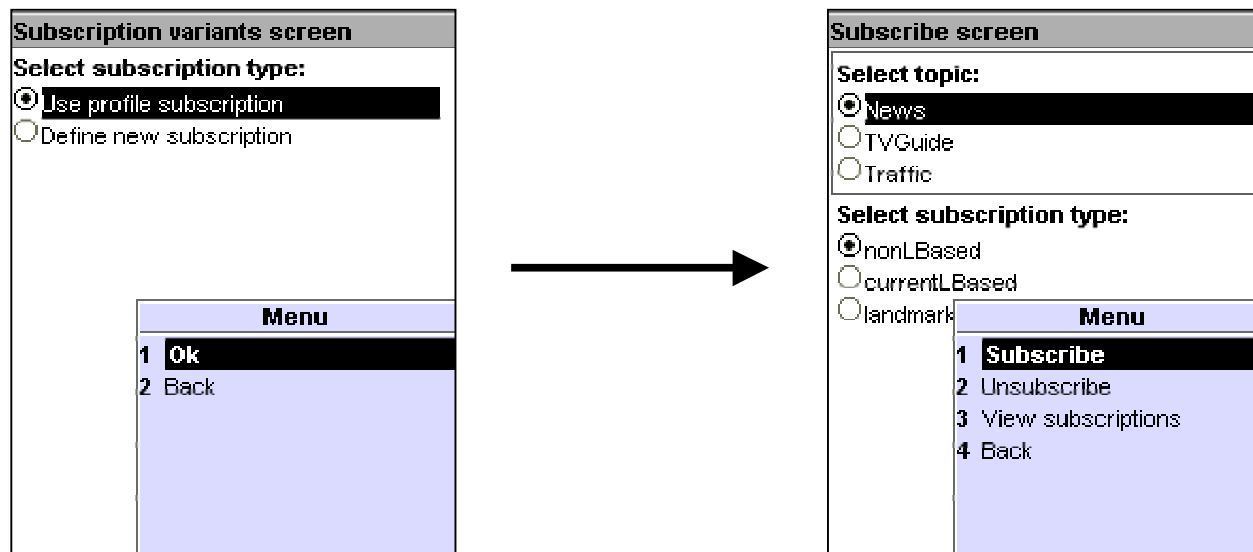 Subscription variants screen
Select subscription type:
Use profile subscription
Define new subscription
Menu
1 Ok
2 Back
Subscribe screen
Select topic:
News
TVGuide
Traffic
Select subscription type:
nonLBased
currentLBased
landmark
Menu
1 Subscribe
2 Unsubscribe
3 View subscriptions
4 Back